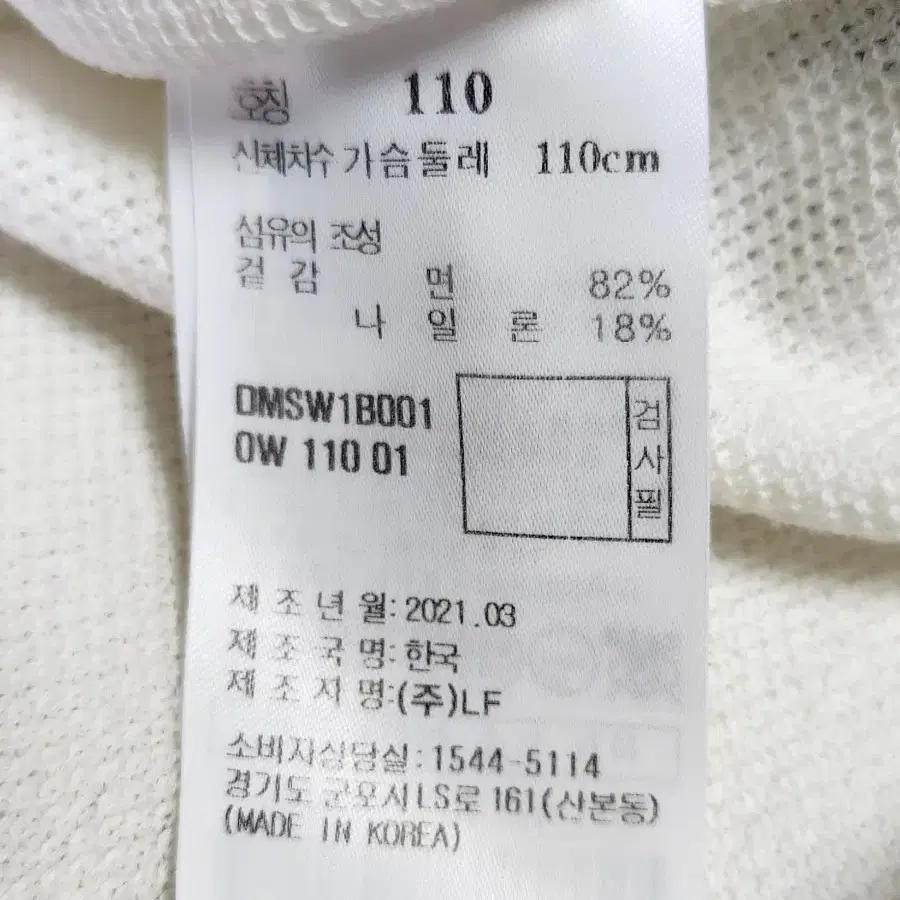 호칭 110
신체치수 가슴둘레 110cm
섬유의 조성
겉 감 면 82%
나 일 론 18%
DMSW1B001
OW 110 01
검사필
제 조 년 월: 2021.03
제 조 국 명: 한국
제 조 자 명:(주)LF
소비자상담실:1544-5114
경기도 군포시LS로 161(산본동)
(MADE IN KOREA)